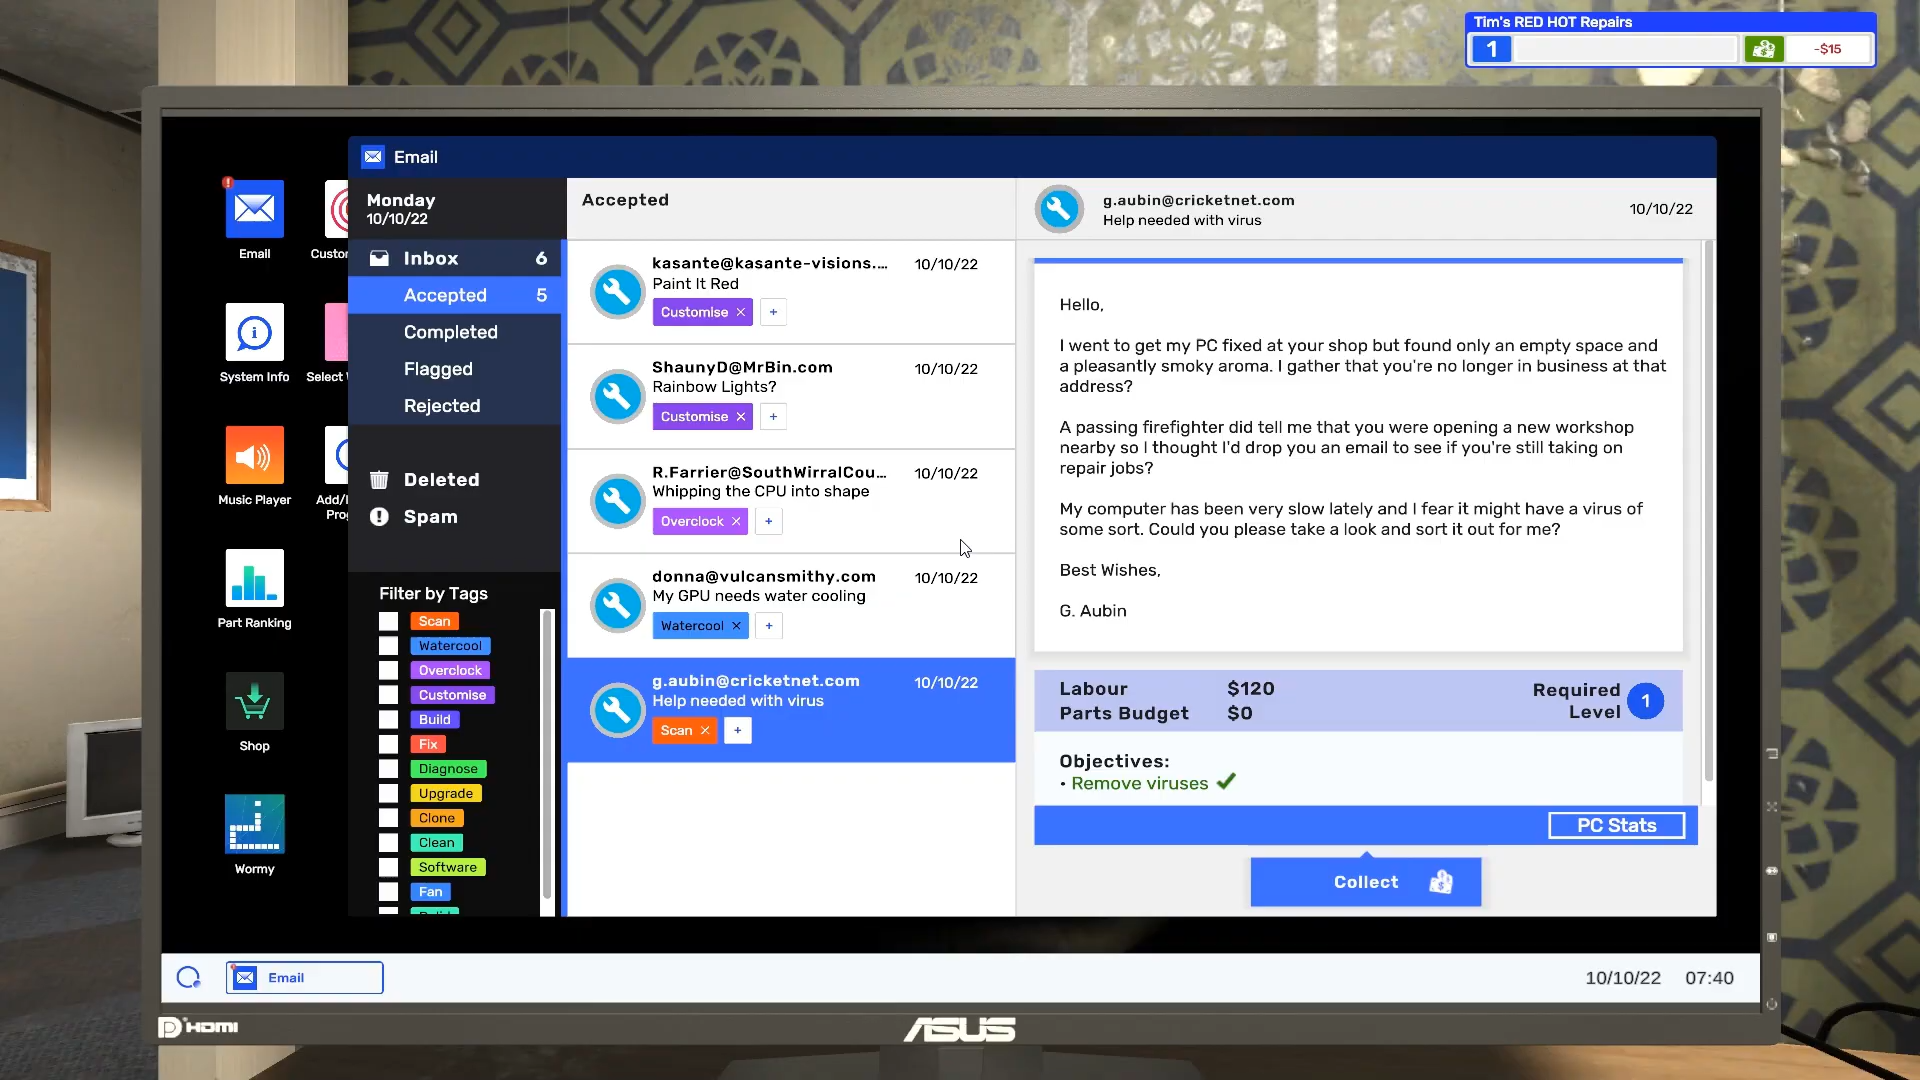 Tim's RED HOT Repairs
1
-$15
Email
Monday
10/10/22
Inbox 6
Accepted 5
Completed
Flagged
Rejected
Deleted
Spam
Filter by Tags
Scan
Watercool
Overclock
Customise
Build
Fix
Diagnose
Upgrade
Clone
Clean
Software
Fan
Email
System Info
Music Player
Part Ranking
Shop
Wormy
Custo
Select
Add/
Prog
Accepted
kasante@kasante-visions.... 10/10/22
Paint It Red
Customise × +
ShaunyD@MrBin.com 10/10/22
Rainbow Lights?
Customise × +
R.Farrier@SouthWirralCou... 10/10/22
Whipping the CPU into shape
Overclock × +
donna@vulcansmithy.com 10/10/22
My GPU needs water cooling
Watercool × +
g.aubin@cricketnet.com 10/10/22
Help needed with virus
Scan × +
g.aubin@cricketnet.com
Help needed with virus
10/10/22
Hello,
I went to get my PC fixed at your shop but found only an empty space and
a pleasantly smoky aroma. I gather that you're no longer in business at that
address?
A passing firefighter did tell me that you were opening a new workshop
nearby so I thought I'd drop you an email to see if you're still taking on
repair jobs?
My computer has been very slow lately and I fear it might have a virus of
some sort. Could you please take a look and sort it out for me?
Best Wishes,
G. Aubin
Labour $120
Parts Budget $0
Required
Level 1
Objectives:
• Remove viruses
PC Stats
Collect
Email
10/10/22 07:40
HDMI
ASUS